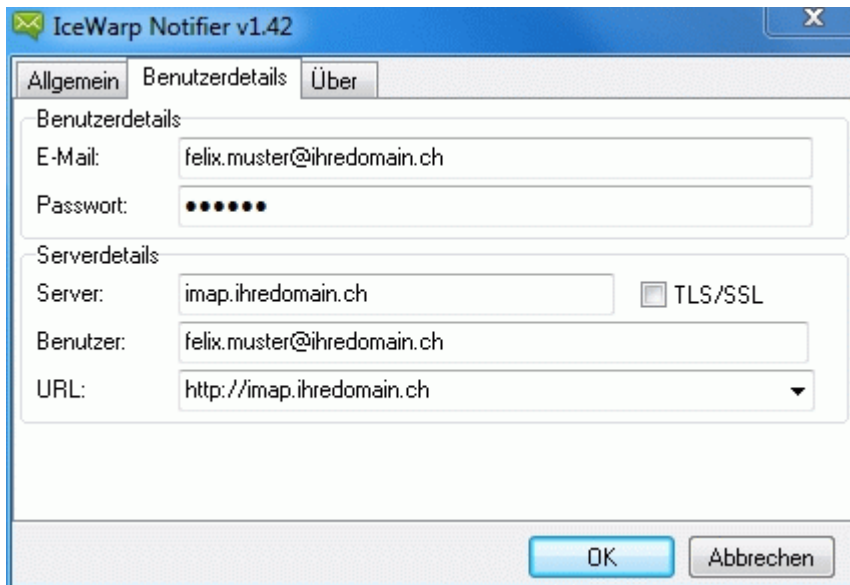 IceWarp Notifier v1.42
Allgemein Benutzerdetails Über
Benutzerdetails
E-Mail: felix.muster@ihredomain.ch
Passwort: ●●●●●●
Serverdetails
Server: imap.ihredomain.ch TLS/SSL
Benutzer: felix.muster@ihredomain.ch
URL: http://imap.ihredomain.ch
OK Abbrechen